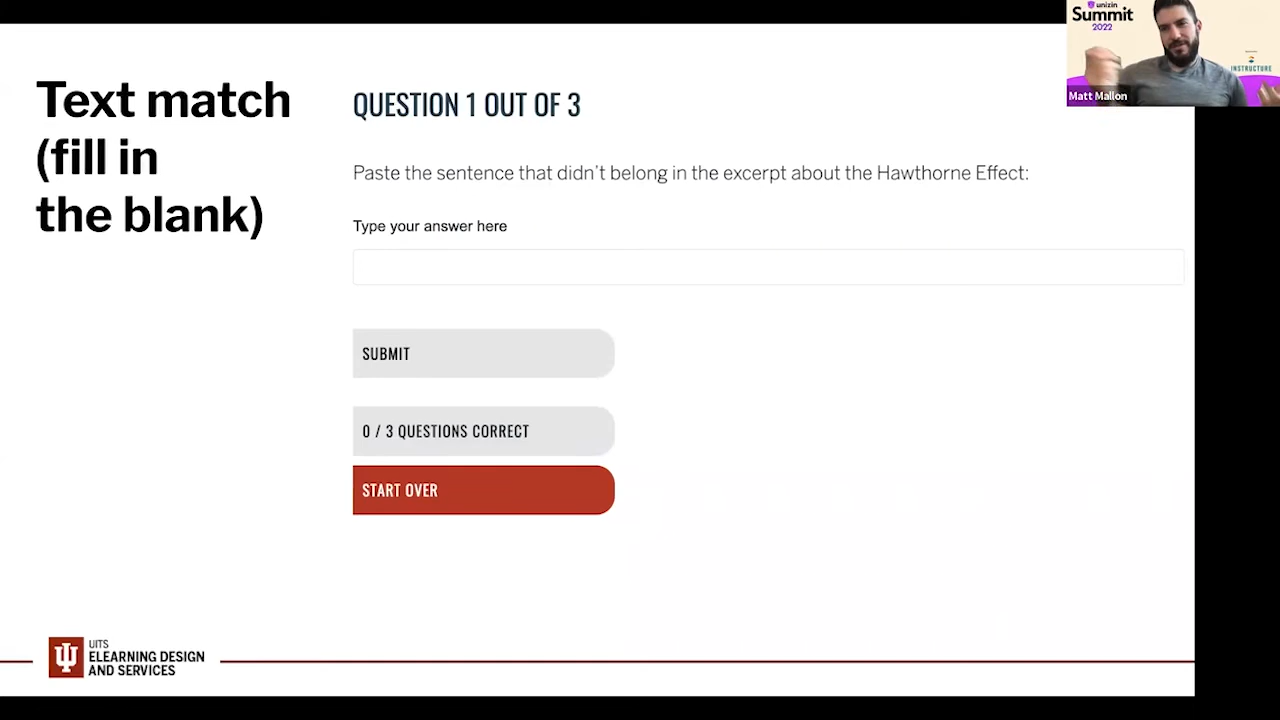 Text match
(fill in
the blank)
QUESTION 1 OUT OF 3
Paste the sentence that didn't belong in the excerpt about the Hawthorne Effect:
Type your answer here
SUBMIT
0 / 3 QUESTIONS CORRECT
START OVER
UITS
ELEARNING DESIGN
AND SERVICES
unizin
Summit
2022
INSTRUCTURE
Matt Mallon